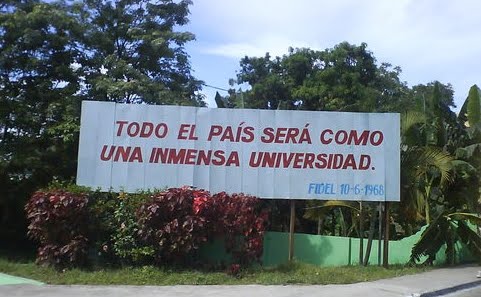 TODO EL PAÍS SERÁ COMO
UNA INMENSA UNIVERSIDAD.
FIDEL 10-6-1968